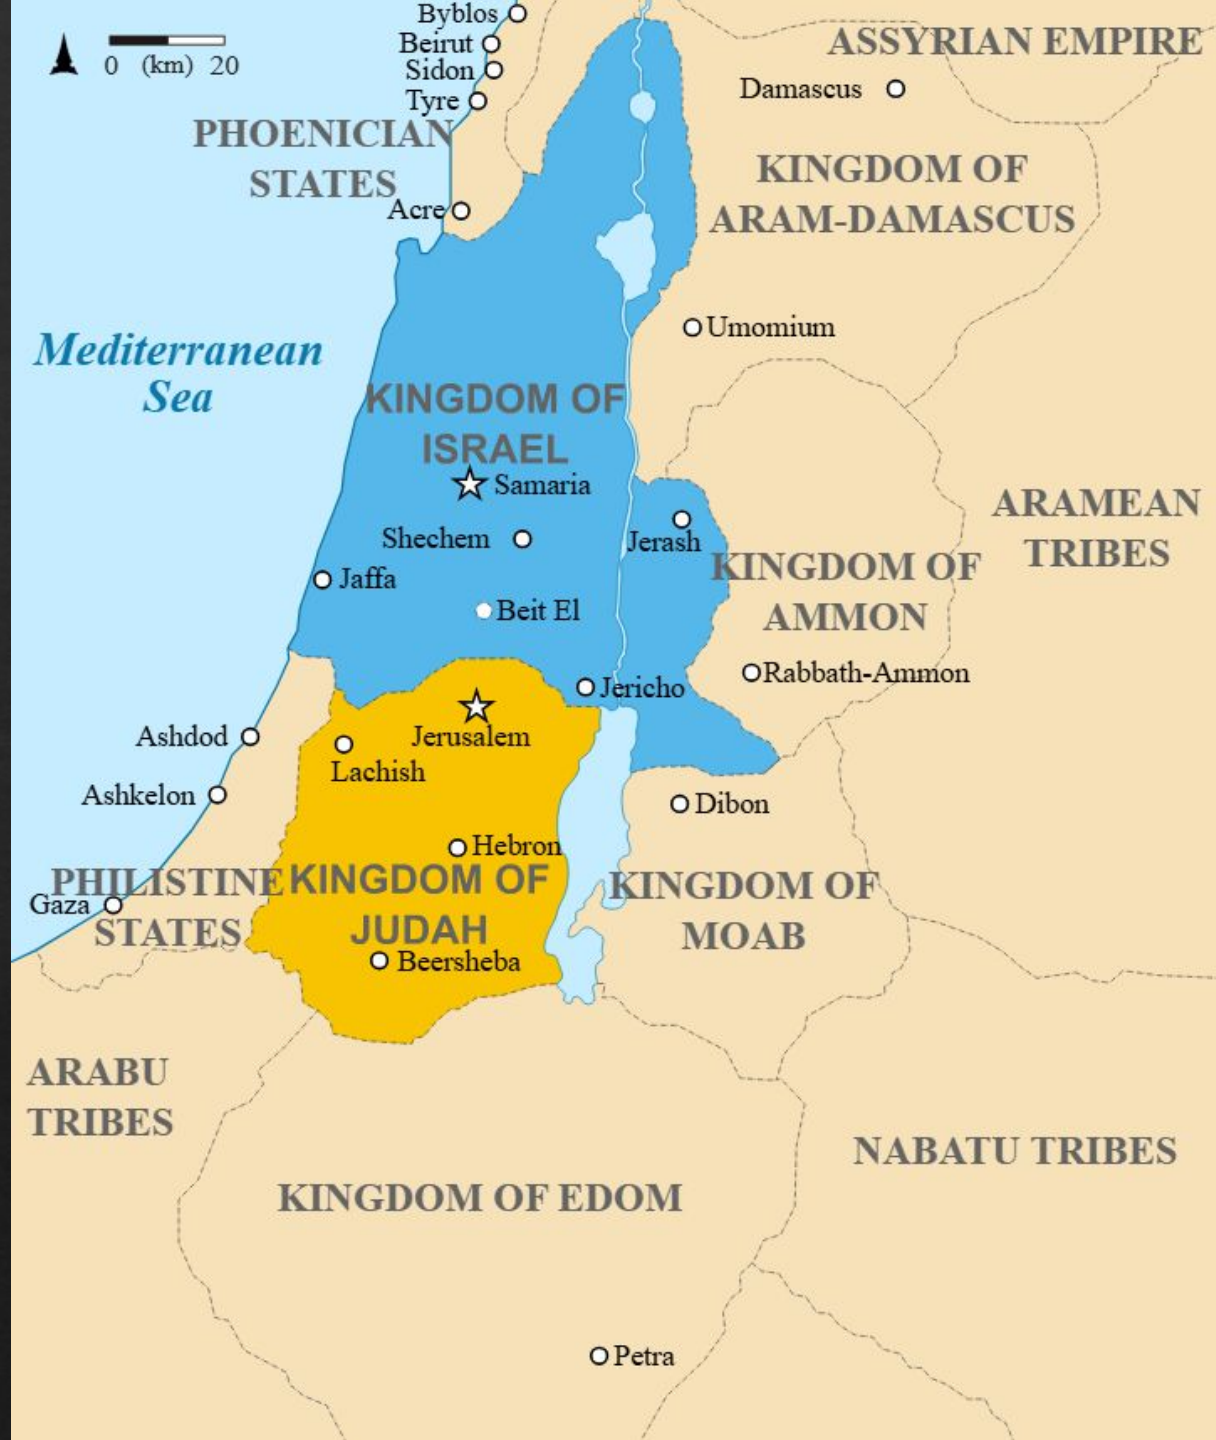 Byblos
Beirut
Sidon
Tyre
0 (km) 20
ASSYRIAN EMPIRE
Damascus
PHOENICIAN
STATES
KINGDOM OF
ARAM-DAMASCUS
Acre
Umomium
Mediterranean
Sea
KINGDOM OF
ISRAEL
Samaria
Shechem
Jerash
ARAMEAN
TRIBES
KINGDOM OF
AMMON
Jaffa
Beit El
Rabbath-Ammon
Jericho
Jerusalem
Ashdod
Lachish
Ashkelon
Dibon
Hebron
PHILISTINE
STATES
KINGDOM OF
JUDAH
KINGDOM OF
MOAB
Gaza
Beersheba
ARABU
TRIBES
NABATU TRIBES
KINGDOM OF EDOM
Petra